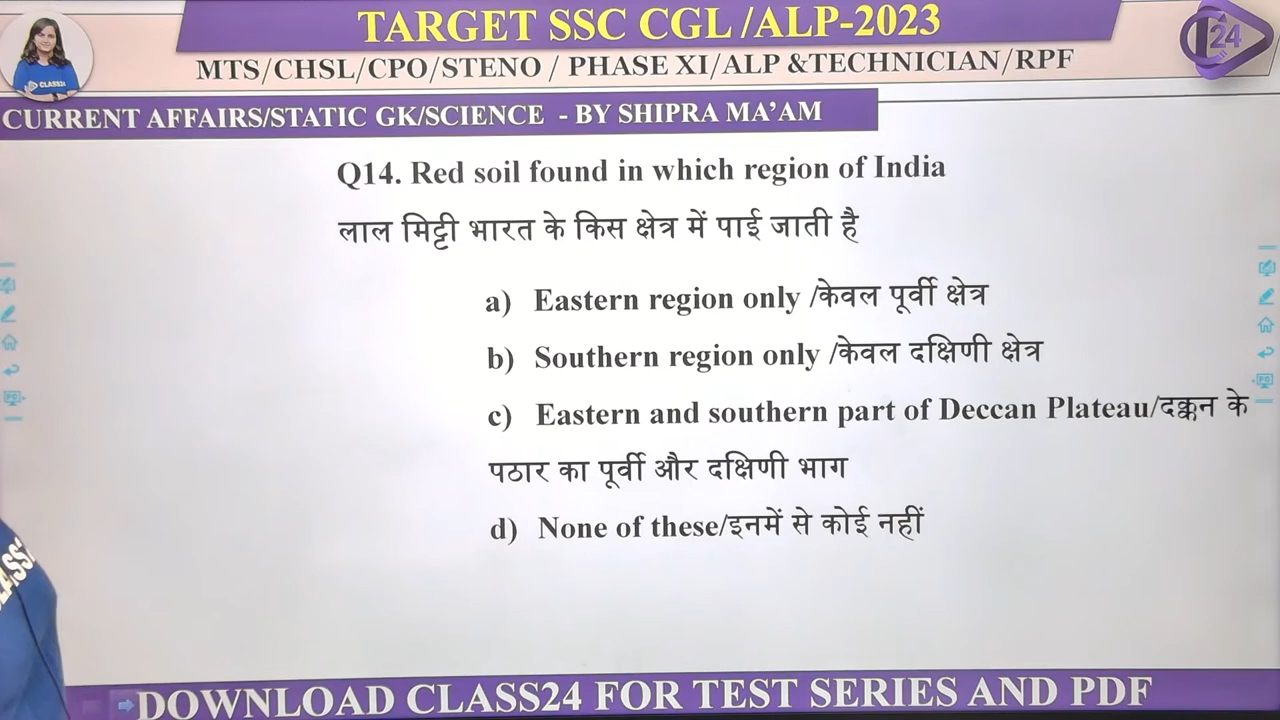 TARGET SSC CGL /ALP-2023
24
CLASS24
MTS/CHSL/CPO/STENO / PHASE XI/ALP &TECHNICIAN/RPF
CURRENT AFFAIRS/STATIC GK/SCIENCE - BY SHIPRA MA'AM
Q14. Red soil found in which region of India
लाल मिट्टी भारत के किस क्षेत्र में पाई जाती है
a) Eastern region only /केवल पूर्वी क्षेत्र
b) Southern region only /केवल दक्षिणी क्षेत्र
c) Eastern and southern part of Deccan Plateau/दक्कन के
पठार का पूर्वी और दक्षिणी भाग
d) None of these/इनमें से कोई नहीं
DOWNLOAD CLASS24 FOR TEST SERIES AND PDF